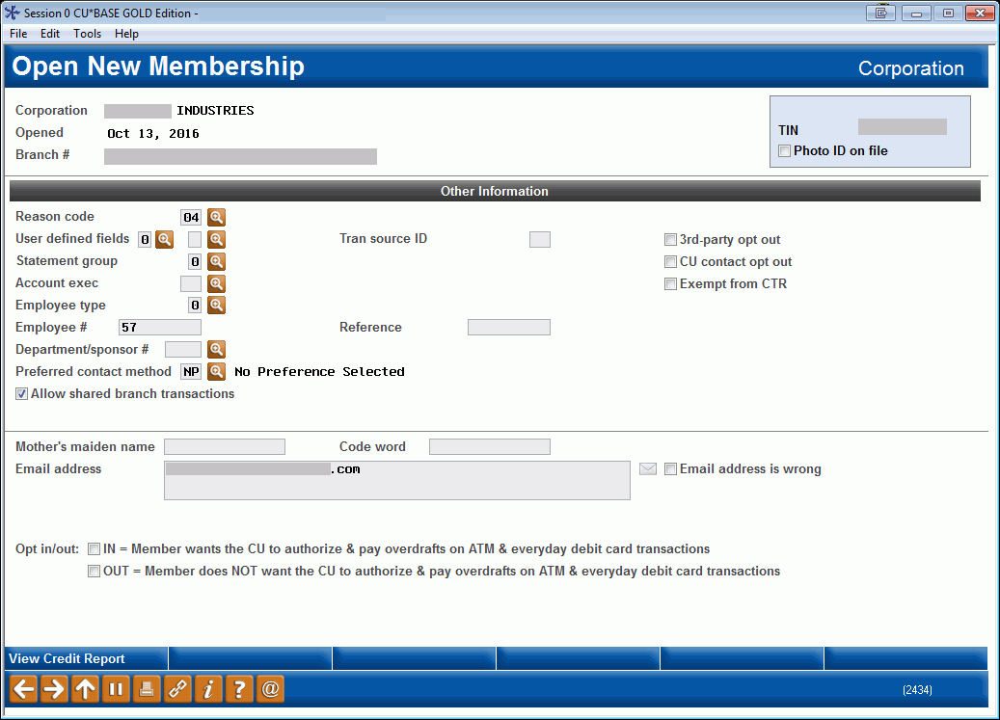 Session 0 CU*BASE GOLD Edition -
File Edit Tools Help
Open New Membership Corporation
Corporation INDUSTRIES
Opened Oct 13, 2016
Branch #
TIN
Photo ID on file
Other Information
Reason code 04
User defined fields 0 Tran source ID 3rd-party opt out
Statement group 0 CU contact opt out
Account exec Exempt from CTR
Employee type 0
Employee # 57 Reference
Department/sponsor #
Preferred contact method NP No Preference Selected
Allow shared branch transactions
Mother's maiden name Code word
Email address .com Email address is wrong
Opt in/out: IN = Member wants the CU to authorize & pay overdrafts on ATM & everyday debit card transactions
OUT = Member does NOT want the CU to authorize & pay overdrafts on ATM & everyday debit card transactions
View Credit Report
i ? @ (2434)